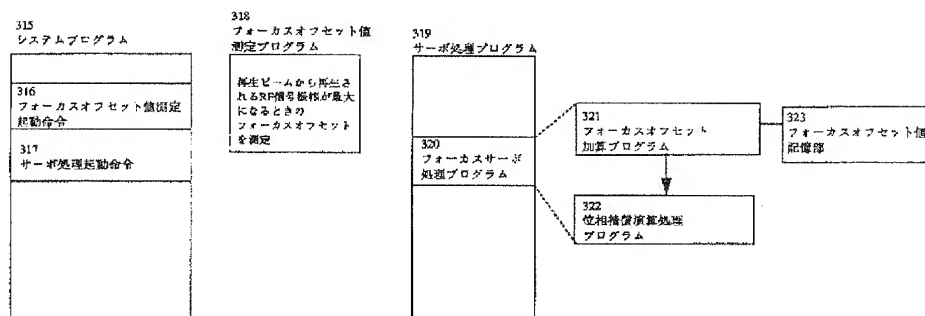 315
システムプログラム
316
フォーカスオフセット値測定
起動命令
317
サーボ処理起動命令
318
フォーカスオフセット値
測定プログラム
再生ビームから再生さ
れるRF信号振幅が最大
になるときの
フォーカスオフセット
を測定
319
サーボ処理プログラム
320
フォーカスサーボ
処理プログラム
321
フォーカスオフセット
加算プログラム
322
位相補償演算処理
プログラム
323
フォーカスオフセット値
記憶部